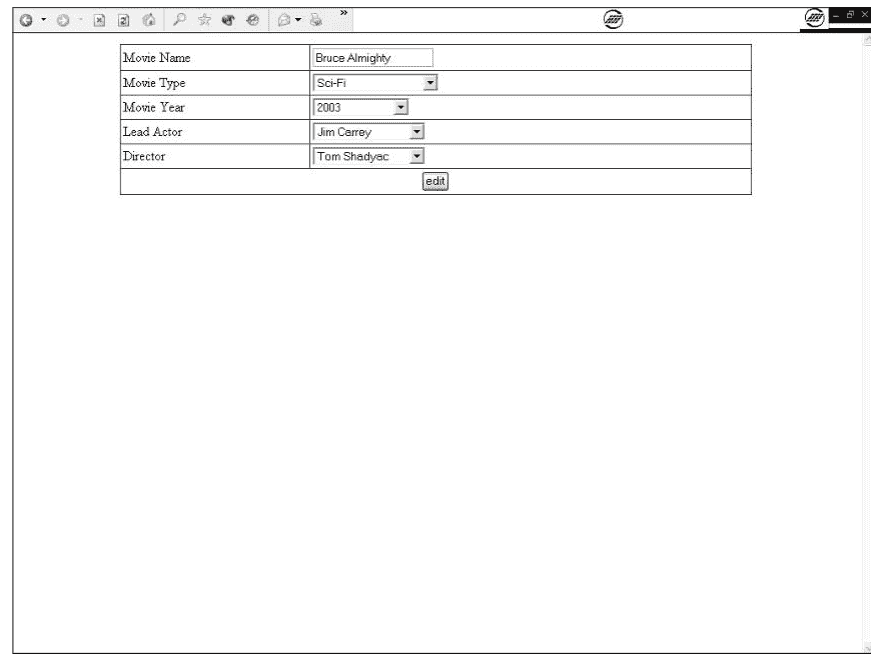 Movie Name Bruce Almighty
Movie Type Sci-Fi
Movie Year 2003
Lead Actor Jim Carrey
Director Tom Shadyac
edit